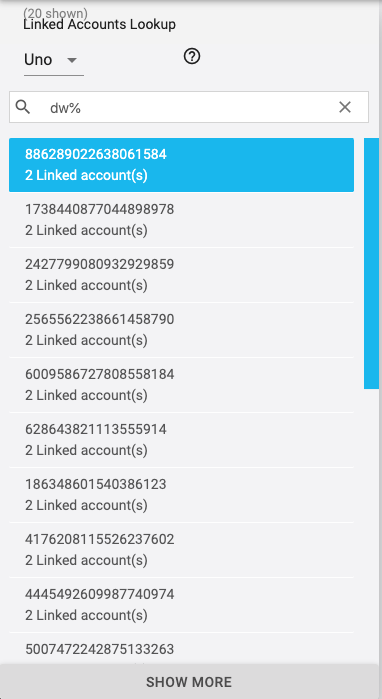 (20 shown)
Linked Accounts Lookup
Uno
dw%
886289022638061584
2 Linked account(s)
1738440877044898978
2 Linked account(s)
2427799080932929859
2 Linked account(s)
2565562238661458790
2 Linked account(s)
6009586727808558184
2 Linked account(s)
628643821113555914
2 Linked account(s)
186348601540386123
2 Linked account(s)
4176208115526237602
2 Linked account(s)
4445492609987740974
2 Linked account(s)
5007472242875133263
SHOW MORE